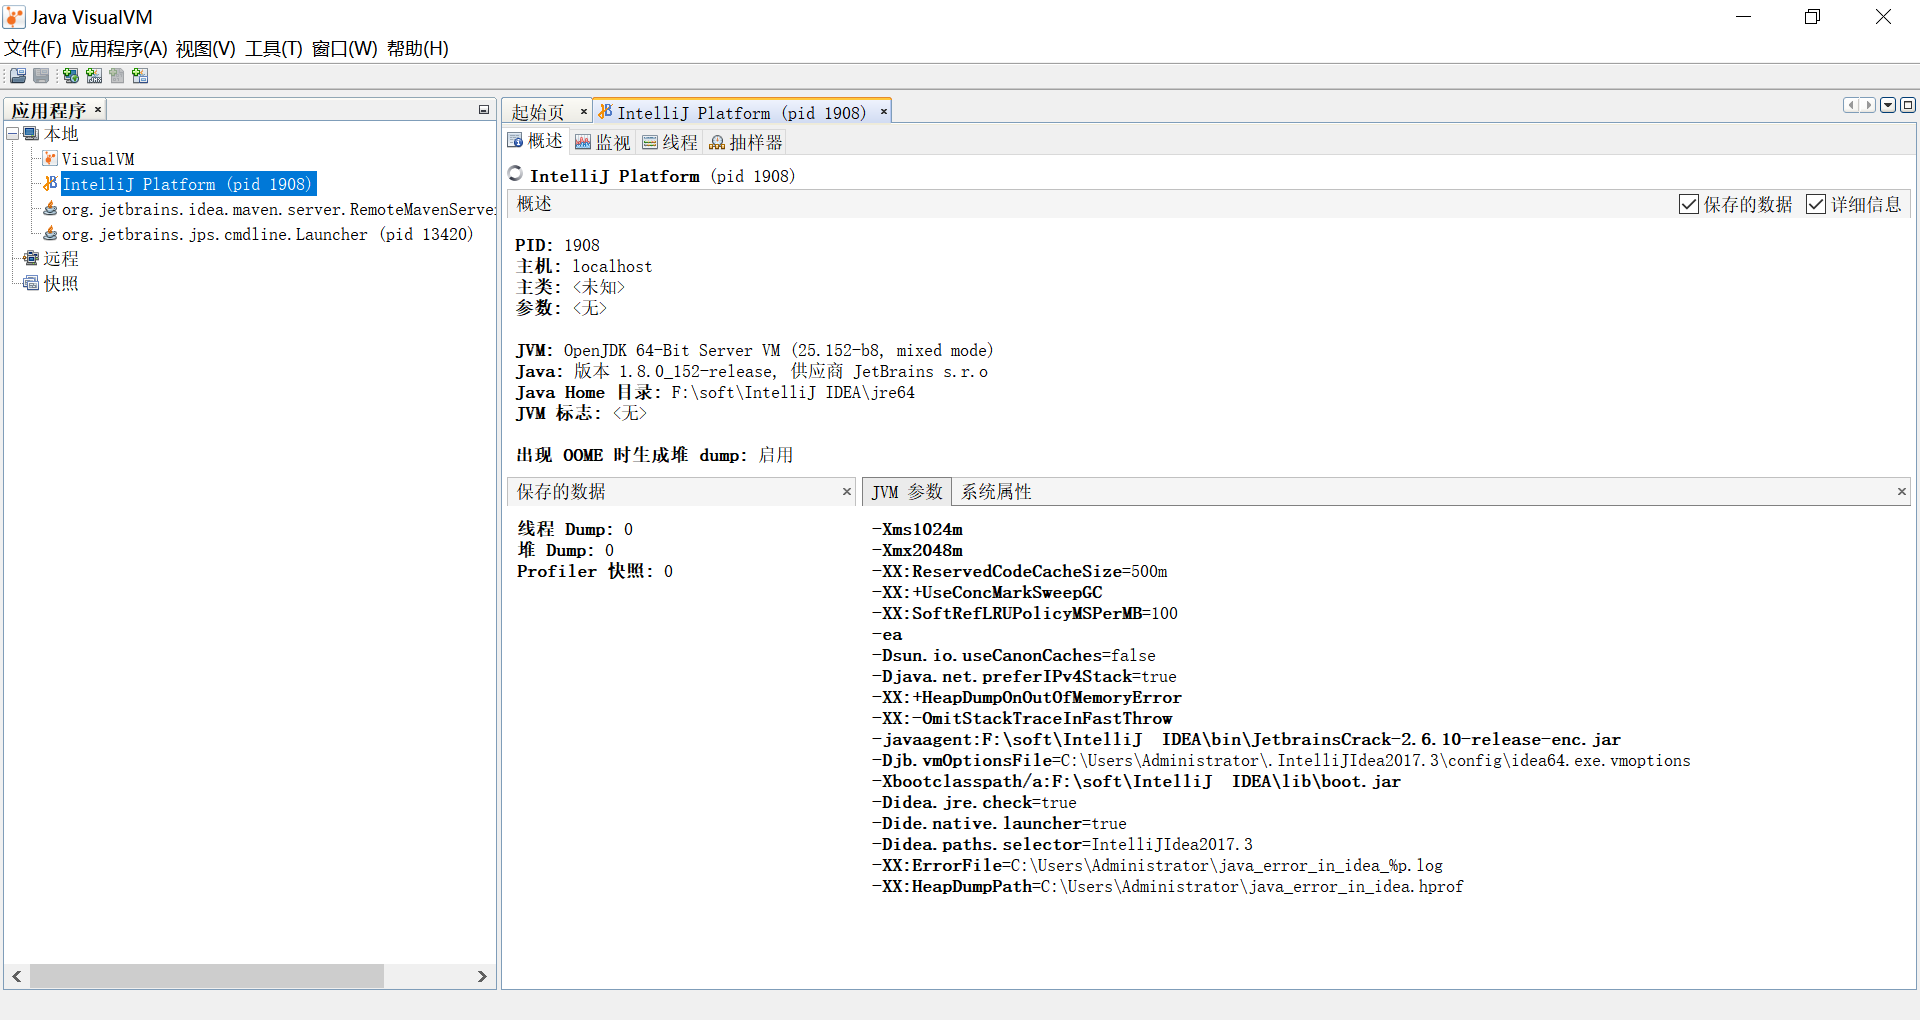 Java VisualVM
文件(F) 应用程序(A) 视图(V) 工具(T) 窗口(W) 帮助(H)
应用程序
本地
VisualVM
IntelliJ Platform (pid 1908)
org.jetbrains.idea.maven.server.RemoteMavenServer
org.jetbrains.jps.cmdline.Launcher (pid 13420)
远程
快照
起始页 IntelliJ Platform (pid 1908)
概述 监视 线程 抽样器
IntelliJ Platform (pid 1908)
概述 保存的数据 详细信息
PID: 1908
主机: localhost
主类: <未知>
参数: <无>
JVM: OpenJDK 64-Bit Server VM (25.152-b8, mixed mode)
Java: 版本 1.8.0_152-release, 供应商 JetBrains s.r.o
Java Home 目录: F:\soft\IntelliJ IDEA\jre64
JVM 标志: <无>
出现 OOME 时生成堆 dump: 启用
保存的数据
线程 Dump: 0
堆 Dump: 0
Profiler 快照: 0
JVM 参数 系统属性
-Xms1024m
-Xmx2048m
-XX:ReservedCodeCacheSize=500m
-XX:+UseConcMarkSweepGC
-XX:SoftRefLRUPolicyMSPerMB=100
-ea
-Dsun.io.useCanonCaches=false
-Djava.net.preferIPv4Stack=true
-XX:+HeapDumpOnOutOfMemoryError
-XX:-OmitStackTraceInFastThrow
-javaagent:F:\soft\IntelliJ  IDEA\bin\JetbrainsCrack-2.6.10-release-enc.jar
-Djb.vmOptionsFile=C:\Users\Administrator\.IntelliJIdea2017.3\config\idea64.exe.vmoptions
-Xbootclasspath/a:F:\soft\IntelliJ  IDEA\lib\boot.jar
-Didea.jre.check=true
-Dide.native.launcher=true
-Didea.paths.selector=IntelliJIdea2017.3
-XX:ErrorFile=C:\Users\Administrator\java_error_in_idea_%p.log
-XX:HeapDumpPath=C:\Users\Administrator\java_error_in_idea.hprof